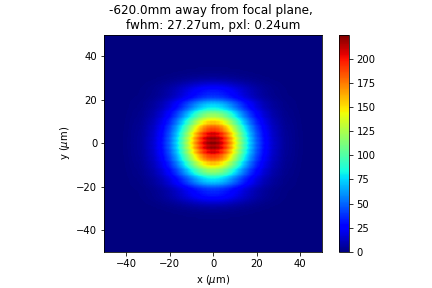 -620.0mm away from focal plane,
fwhm: 27.27um, pxl: 0.24um
40
20
0
−20
−40
y (μm)
−40 −20 0 20 40
x (μm)
200
175
150
125
100
75
50
25
0